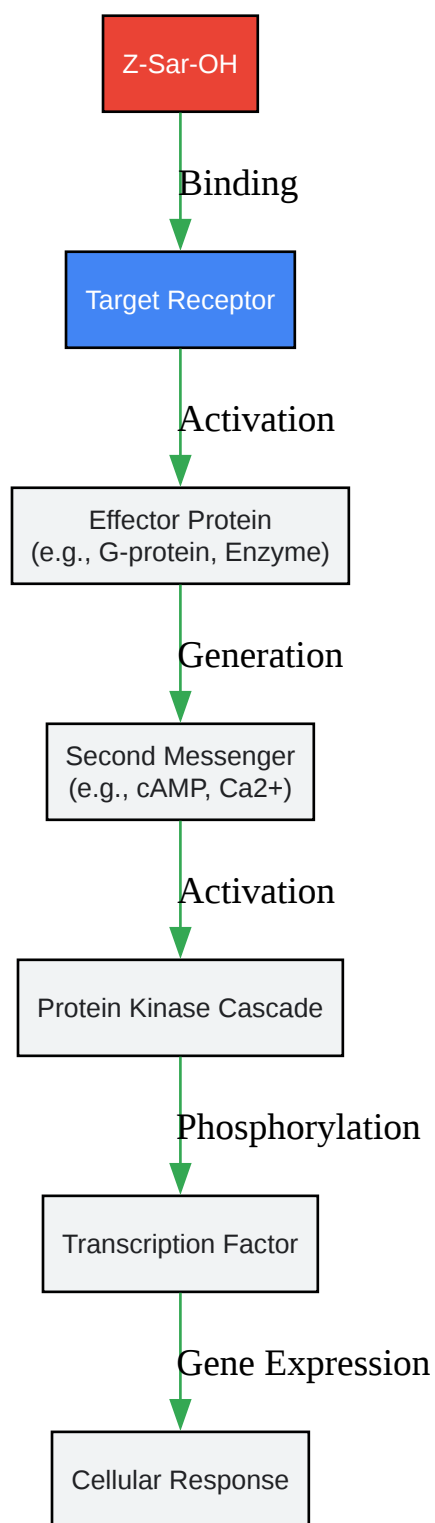 Z-Sar-OH
Binding
Target Receptor
Activation
Effector Protein
(e.g., G-protein, Enzyme)
Generation
Second Messenger
(e.g., cAMP, Ca2+)
Activation
Protein Kinase Cascade
Phosphorylation
Transcription Factor
Gene Expression
Cellular Response